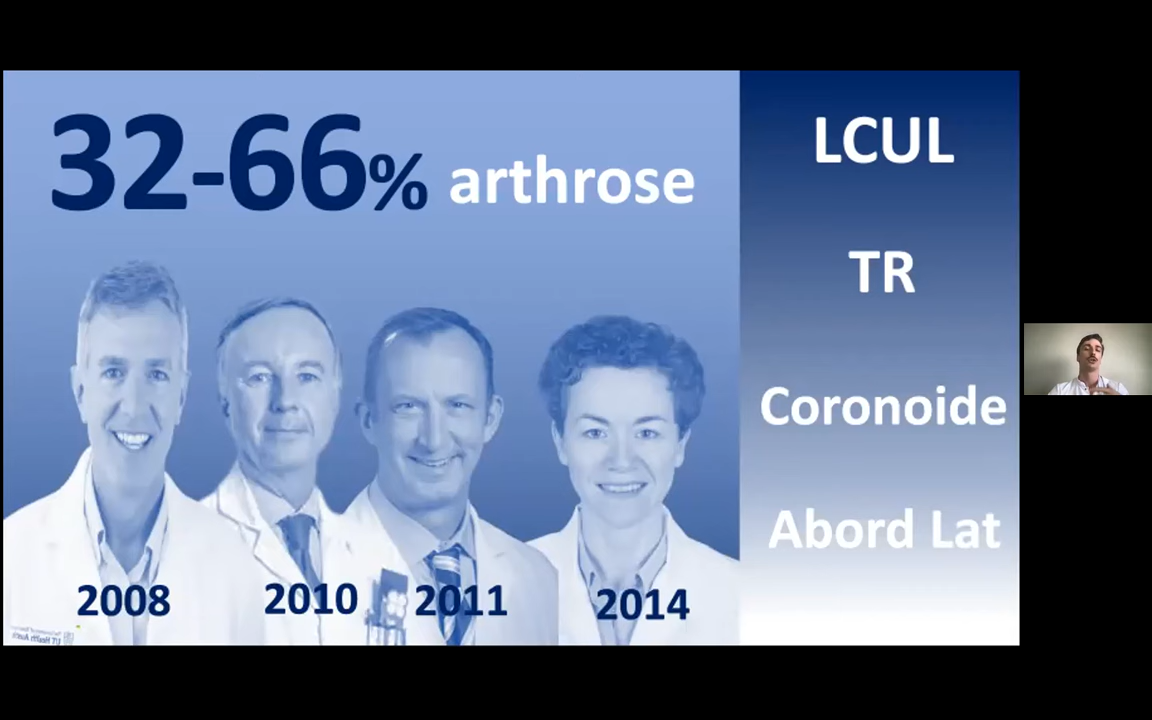 32-66% arthrose
2008
2010
2011
2014
LCUL
TR
Coronoide
Abord Lat